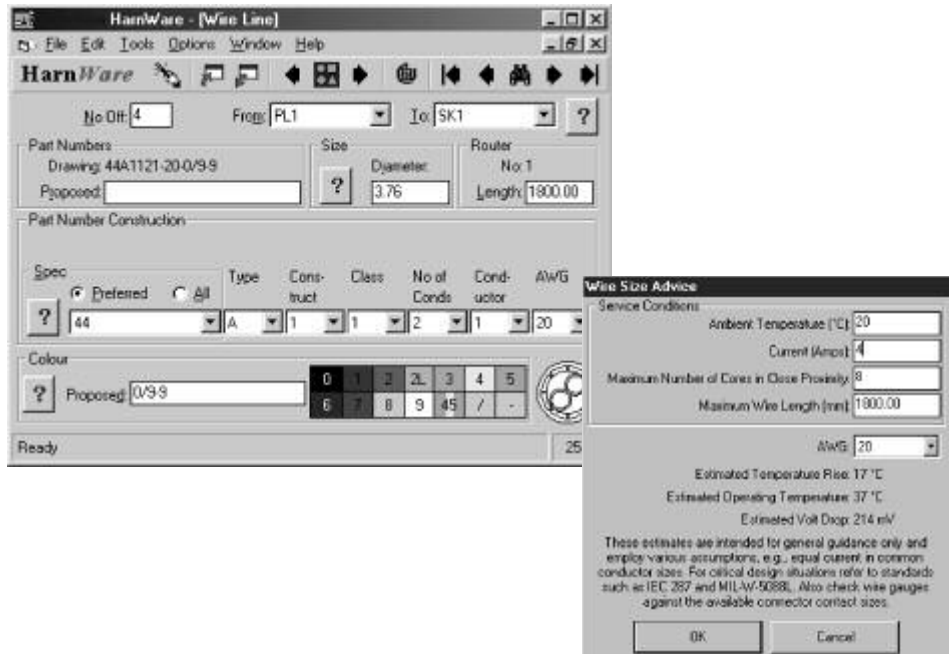 HarnWare - [Wire Line]
File Edit Tools Options Window Help
HarnWare
No Off: 4 From: PL1 To: SK1 ?
Part Numbers
Drawing: 44A1121-20-0/9-9
Proposed:
Size
Diameter:
? 3.76
Router
No: 1
Length: 1800.00
Part Number Construction
Spec
Preferred All
? 44
Type Cons- Class No of Cond- AWG
truct Conds uctor
A 1 1 2 1 20
Colour
? Proposed: 0/9-9
0 1 2 2L 3 4 5
6 7 8 9 45 / -
Ready 25
Wire Size Advice
Service Conditions
Ambient Temperature (°C): 20
Current (Amps): 4
Maximum Number of Cores in Close Proximity: 8
Maximum Wire Length (mm): 1800.00
AWG: 20
Estimated Temperature Rise: 17 °C
Estimated Operating Temperature: 37 °C
Estimated Volt Drop: 214 mV
These estimates are intended for general guidance only and
employ various assumptions, e.g., equal current in common
conductor sizes. For critical design situations refer to standards
such as IEC 287 and MIL-W-5088L. Also check wire gauges
against the available connector contact sizes.
OK Cancel